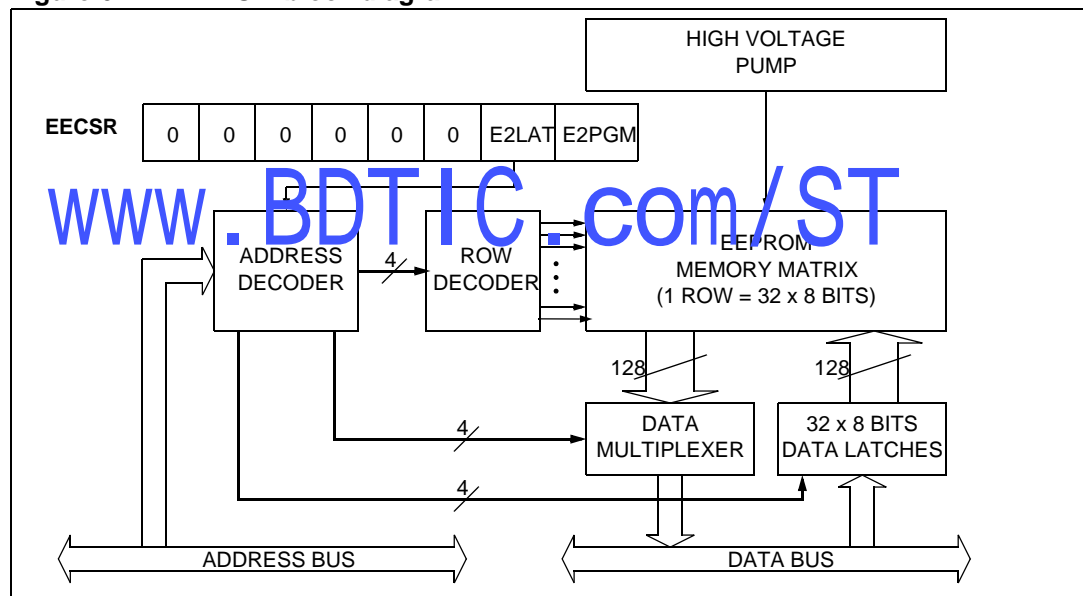 HIGH VOLTAGE
PUMP
EECSR 0 0 0 0 0 0 E2LAT E2PGM
www.BDTIC.com/ST
ADDRESS
DECODER
4
ROW
DECODER
EEPROM
MEMORY MATRIX
(1 ROW = 32 x 8 BITS)
128
128
DATA
MULTIPLEXER
32 x 8 BITS
DATA LATCHES
4
4
ADDRESS BUS
DATA BUS